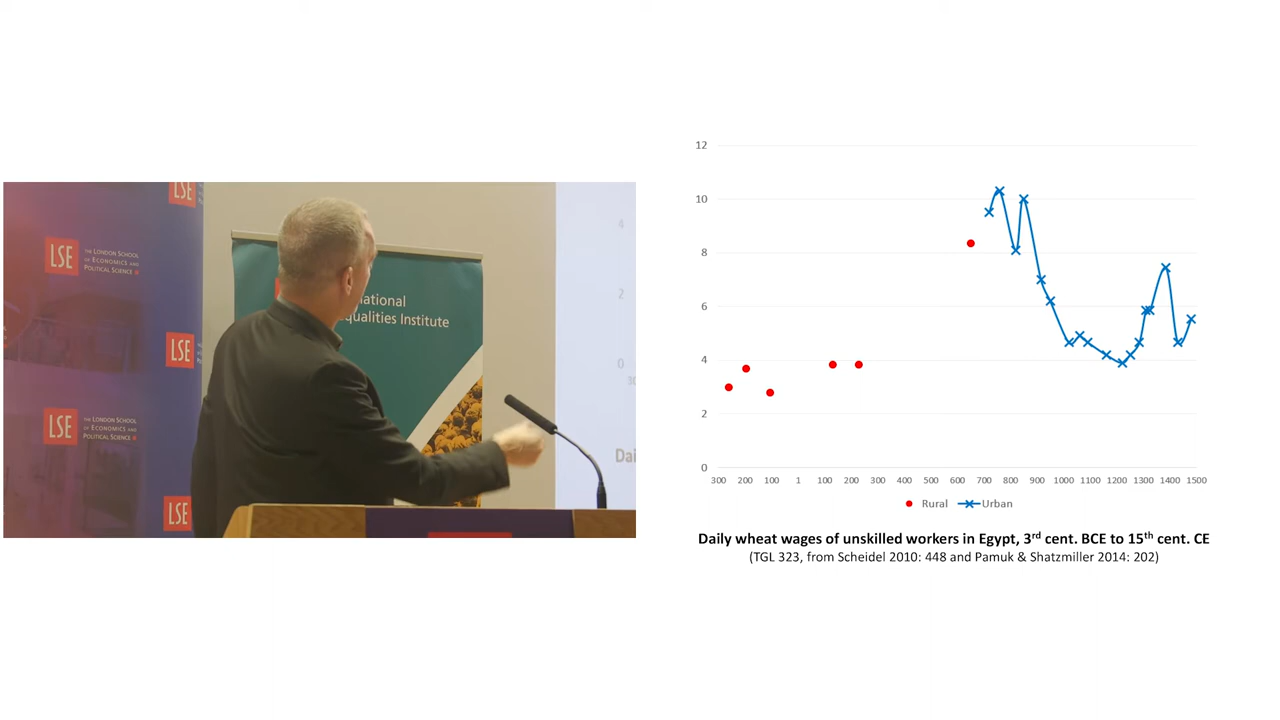 LSE
LSE
THE LONDON SCHOOL
OF ECONOMICS AND
POLITICAL SCIENCE
LSE
LSE
THE LONDON SCHOOL
OF ECONOMICS AND
POLITICAL SCIENCE
LSE
national
equalities Institute
4
2
0
Dai
12
10
8
6
4
2
0
300 200 100 1 100 200 300 400 500 600 700 800 900 1000 1100 1200 1300 1400 1500
Rural Urban
Daily wheat wages of unskilled workers in Egypt, 3rd cent. BCE to 15th cent. CE
(TGL 323, from Scheidel 2010: 448 and Pamuk & Shatzmiller 2014: 202)